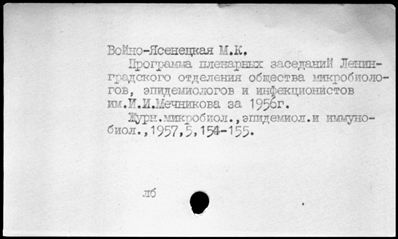 Войно-Ясенецкая М.К.
Программа пленарных заседаний Ленин-
градского отделения общества микробиоло-
гов, эпидемиологов и инфекционистов
им.И.И.Мечникова за 1956г.
Журн.микробиол.,эпидемиол.и иммуно-
биол.,1957,5,154-155.
лб